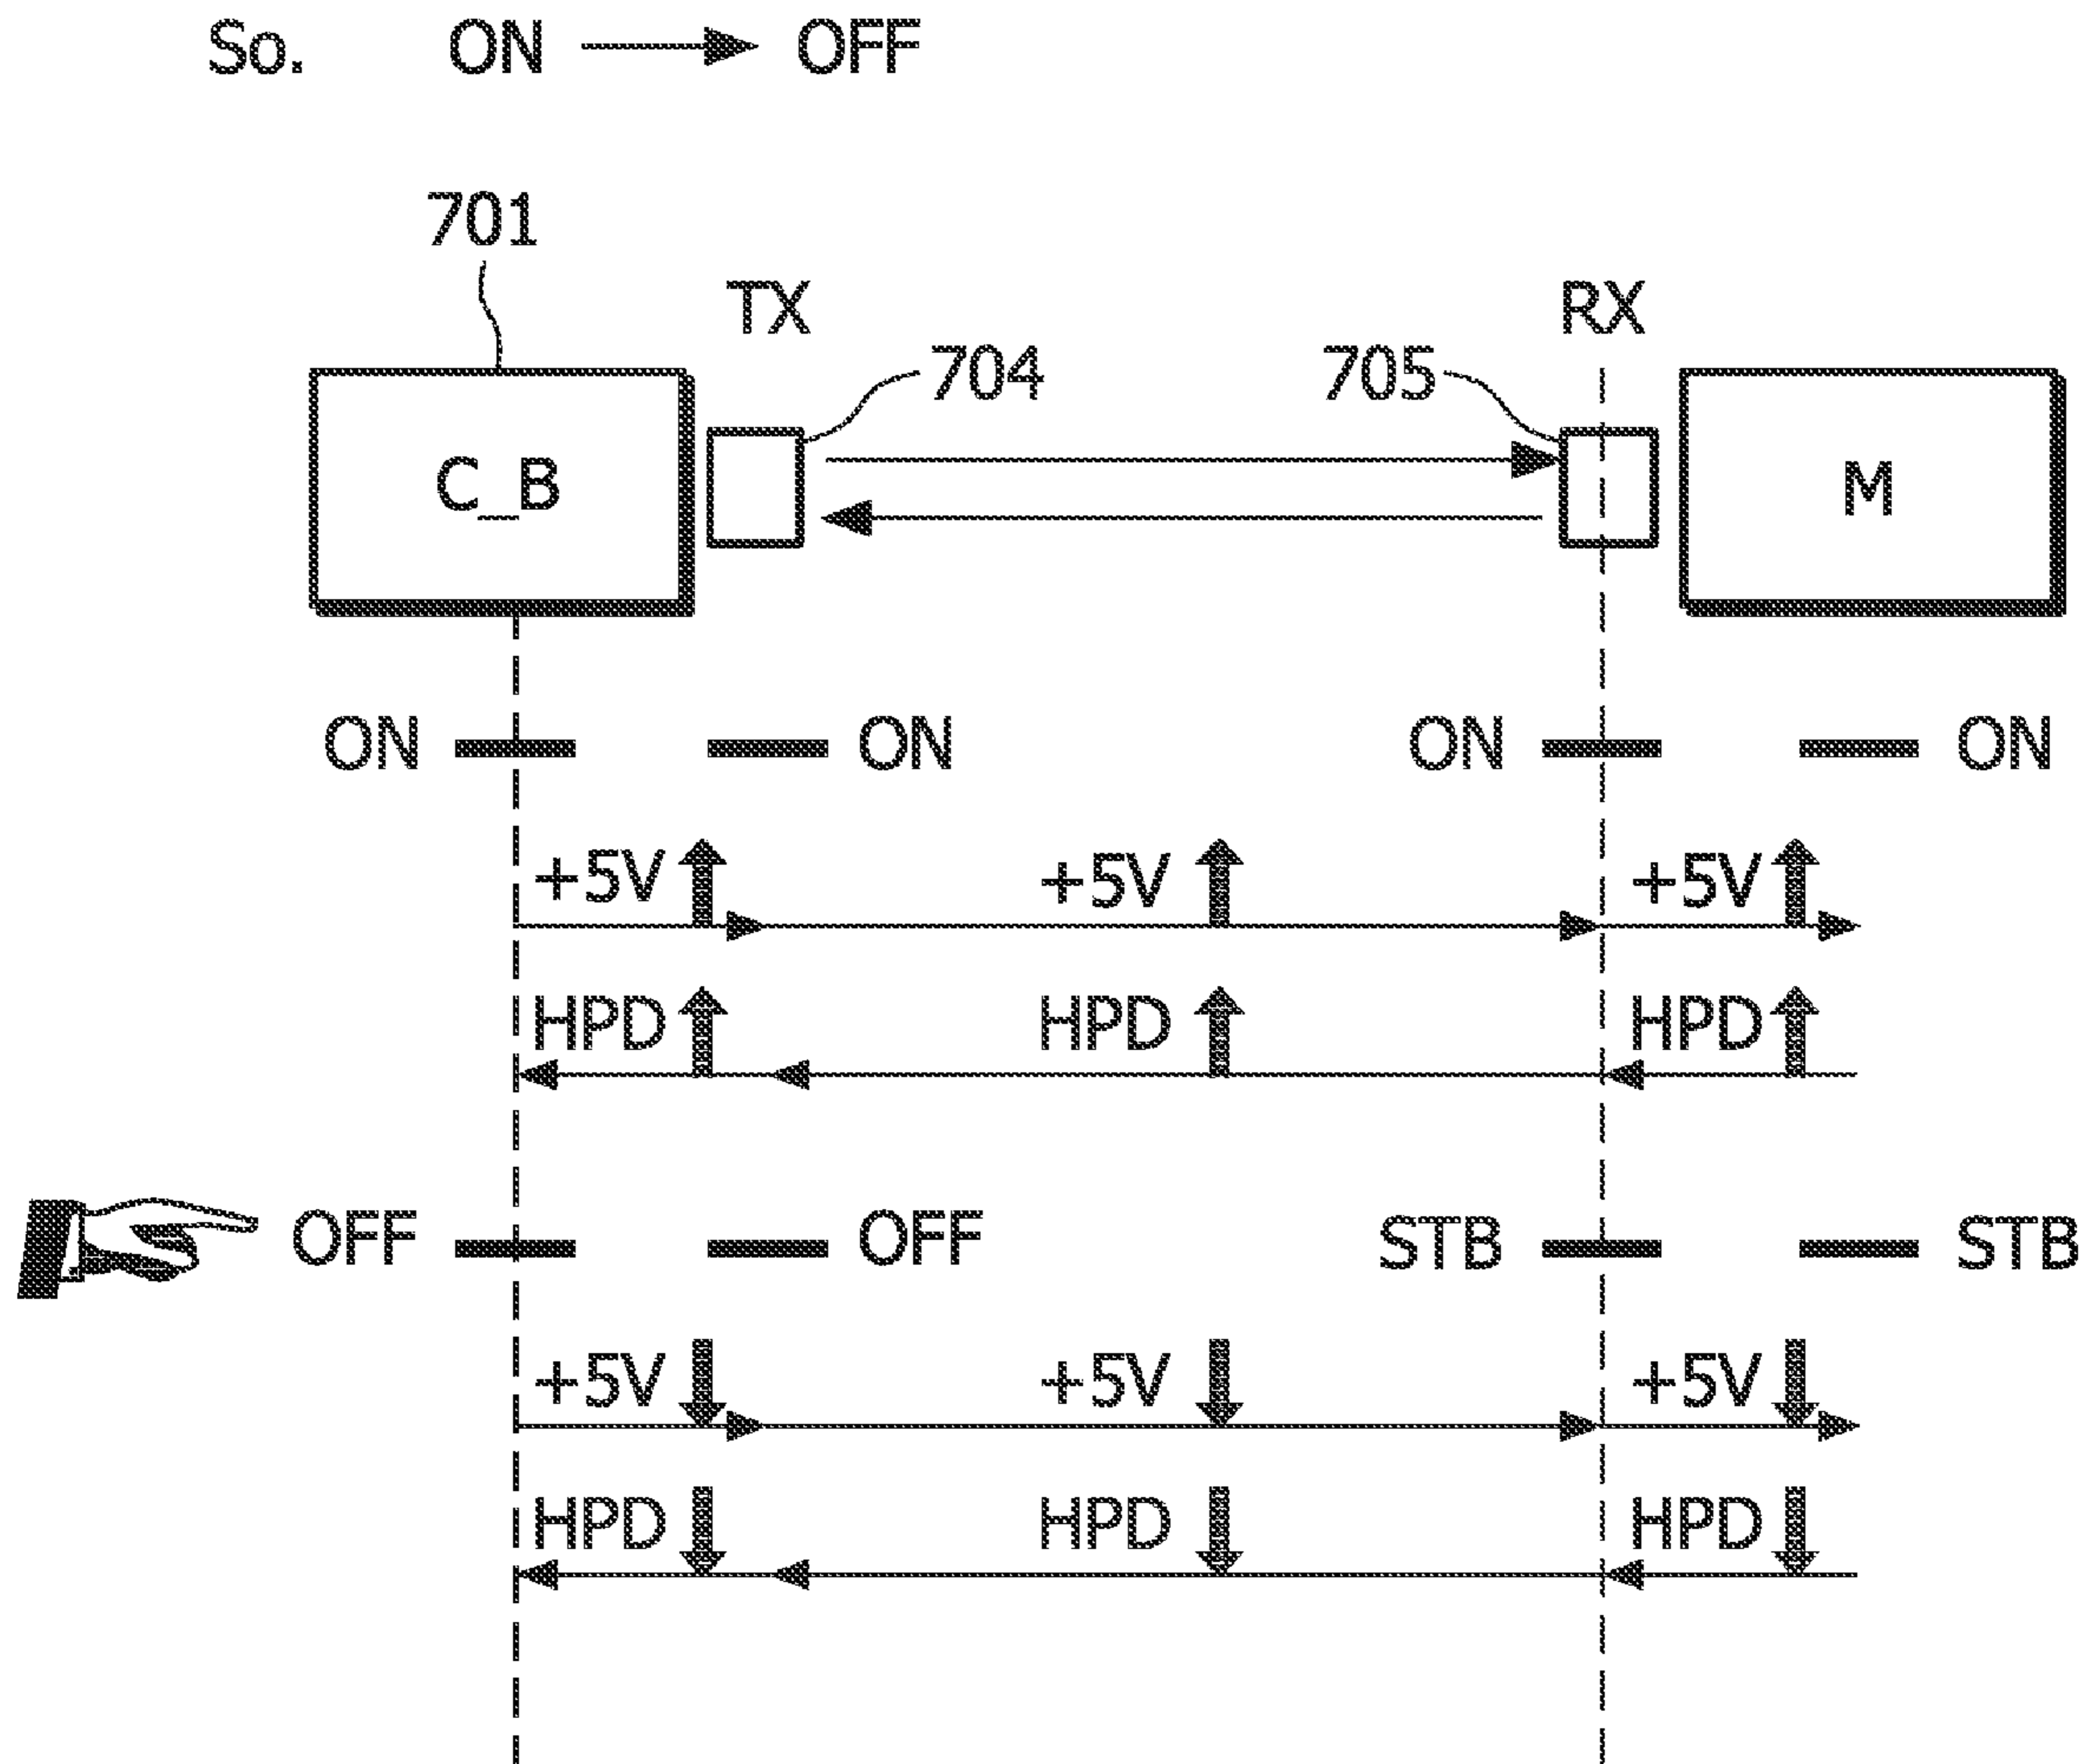 So. ON OFF
701
TX RX
704 705
C_B M
ON ON ON ON
+5V +5V +5V
HPD HPD HPD
OFF OFF STB STB
+5V +5V +5V
HPD HPD HPD